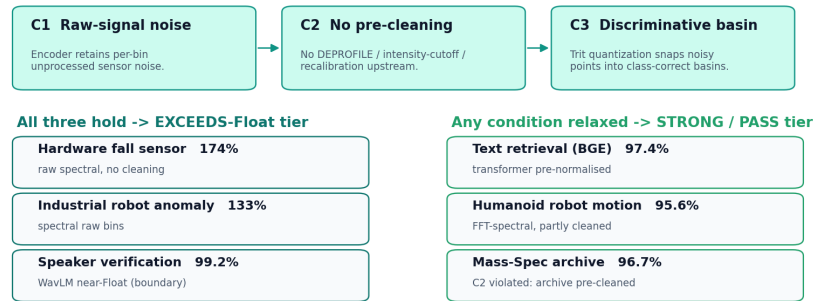 C1 Raw-signal noise
Encoder retains per-bin
unprocessed sensor noise.
C2 No pre-cleaning
No DEPROFILE / intensity-cutoff /
recalibration upstream.
C3 Discriminative basin
Trit quantization snaps noisy
points into class-correct basins.
All three hold -> EXCEEDS-Float tier
Hardware fall sensor 174%
raw spectral, no cleaning
Industrial robot anomaly 133%
spectral raw bins
Speaker verification 99.2%
WavLM near-Float (boundary)
Any condition relaxed -> STRONG / PASS tier
Text retrieval (BGE) 97.4%
transformer pre-normalised
Humanoid robot motion 95.6%
FFT-spectral, partly cleaned
Mass-Spec archive 96.7%
C2 violated: archive pre-cleaned